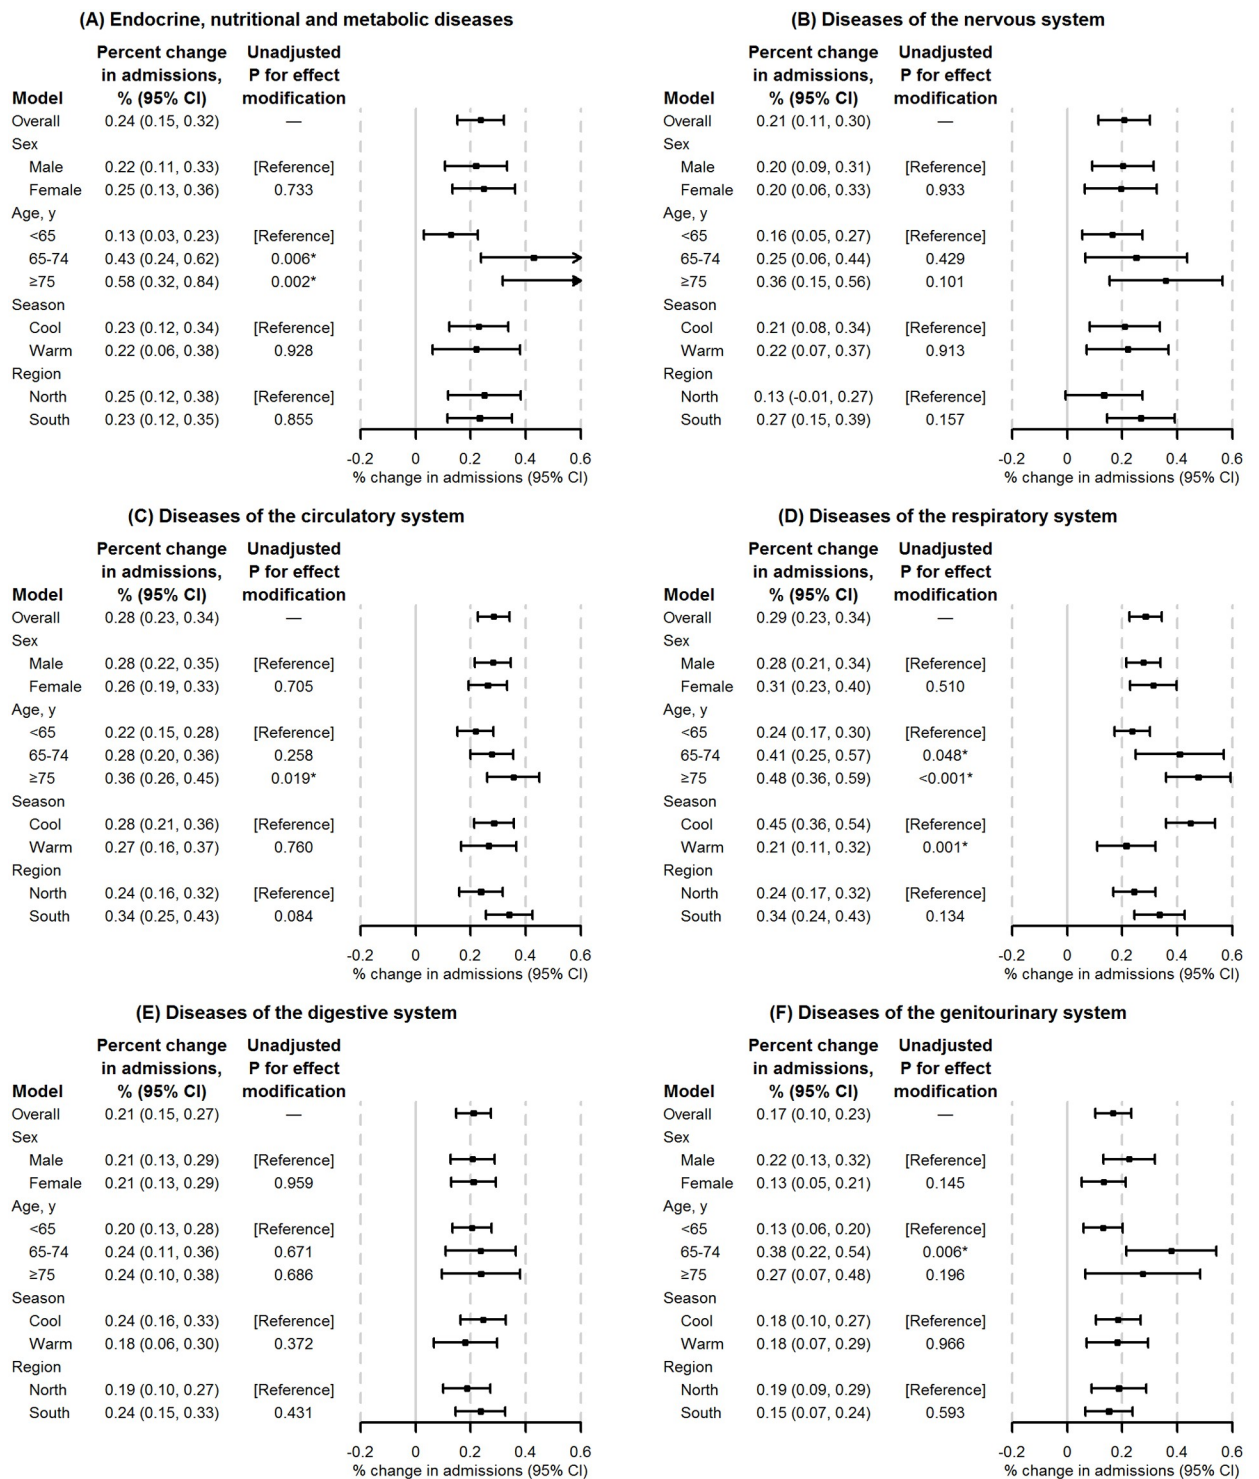 (A) Endocrine, nutritional and metabolic diseases
Percent change Unadjusted
in admissions, P for effect
Model % (95% CI) modification
Overall 0.24 (0.15, 0.32) —
Sex
Male 0.22 (0.11, 0.33) [Reference]
Female 0.25 (0.13, 0.36) 0.733
Age, y
<65 0.13 (0.03, 0.23) [Reference]
65-74 0.43 (0.24, 0.62) 0.006*
≥75 0.58 (0.32, 0.84) 0.002*
Season
Cool 0.23 (0.12, 0.34) [Reference]
Warm 0.22 (0.06, 0.38) 0.928
Region
North 0.25 (0.12, 0.38) [Reference]
South 0.23 (0.12, 0.35) 0.855
-0.2 0 0.2 0.4 0.6
% change in admissions (95% CI)
(B) Diseases of the nervous system
Percent change Unadjusted
in admissions, P for effect
Model % (95% CI) modification
Overall 0.21 (0.11, 0.30) —
Sex
Male 0.20 (0.09, 0.31) [Reference]
Female 0.20 (0.06, 0.33) 0.933
Age, y
<65 0.16 (0.05, 0.27) [Reference]
65-74 0.25 (0.06, 0.44) 0.429
≥75 0.36 (0.15, 0.56) 0.101
Season
Cool 0.21 (0.08, 0.34) [Reference]
Warm 0.22 (0.07, 0.37) 0.913
Region
North 0.13 (-0.01, 0.27) [Reference]
South 0.27 (0.15, 0.39) 0.157
-0.2 0 0.2 0.4 0.6
% change in admissions (95% CI)
(C) Diseases of the circulatory system
Percent change Unadjusted
in admissions, P for effect
Model % (95% CI) modification
Overall 0.28 (0.23, 0.34) —
Sex
Male 0.28 (0.22, 0.35) [Reference]
Female 0.26 (0.19, 0.33) 0.705
Age, y
<65 0.22 (0.15, 0.28) [Reference]
65-74 0.28 (0.20, 0.36) 0.258
≥75 0.36 (0.26, 0.45) 0.019*
Season
Cool 0.28 (0.21, 0.36) [Reference]
Warm 0.27 (0.16, 0.37) 0.760
Region
North 0.24 (0.16, 0.32) [Reference]
South 0.34 (0.25, 0.43) 0.084
-0.2 0 0.2 0.4 0.6
% change in admissions (95% CI)
(D) Diseases of the respiratory system
Percent change Unadjusted
in admissions, P for effect
Model % (95% CI) modification
Overall 0.29 (0.23, 0.34) —
Sex
Male 0.28 (0.21, 0.34) [Reference]
Female 0.31 (0.23, 0.40) 0.510
Age, y
<65 0.24 (0.17, 0.30) [Reference]
65-74 0.41 (0.25, 0.57) 0.048*
≥75 0.48 (0.36, 0.59) <0.001*
Season
Cool 0.45 (0.36, 0.54) [Reference]
Warm 0.21 (0.11, 0.32) 0.001*
Region
North 0.24 (0.17, 0.32) [Reference]
South 0.34 (0.24, 0.43) 0.134
-0.2 0 0.2 0.4 0.6
% change in admissions (95% CI)
(E) Diseases of the digestive system
Percent change Unadjusted
in admissions, P for effect
Model % (95% CI) modification
Overall 0.21 (0.15, 0.27) —
Sex
Male 0.21 (0.13, 0.29) [Reference]
Female 0.21 (0.13, 0.29) 0.959
Age, y
<65 0.20 (0.13, 0.28) [Reference]
65-74 0.24 (0.11, 0.36) 0.671
≥75 0.24 (0.10, 0.38) 0.686
Season
Cool 0.24 (0.16, 0.33) [Reference]
Warm 0.18 (0.06, 0.30) 0.372
Region
North 0.19 (0.10, 0.27) [Reference]
South 0.24 (0.15, 0.33) 0.431
-0.2 0 0.2 0.4 0.6
% change in admissions (95% CI)
(F) Diseases of the genitourinary system
Percent change Unadjusted
in admissions, P for effect
Model % (95% CI) modification
Overall 0.17 (0.10, 0.23) —
Sex
Male 0.22 (0.13, 0.32) [Reference]
Female 0.13 (0.05, 0.21) 0.145
Age, y
<65 0.13 (0.06, 0.20) [Reference]
65-74 0.38 (0.22, 0.54) 0.006*
≥75 0.27 (0.07, 0.48) 0.196
Season
Cool 0.18 (0.10, 0.27) [Reference]
Warm 0.18 (0.07, 0.29) 0.966
Region
North 0.19 (0.09, 0.29) [Reference]
South 0.15 (0.07, 0.24) 0.593
-0.2 0 0.2 0.4 0.6
% change in admissions (95% CI)